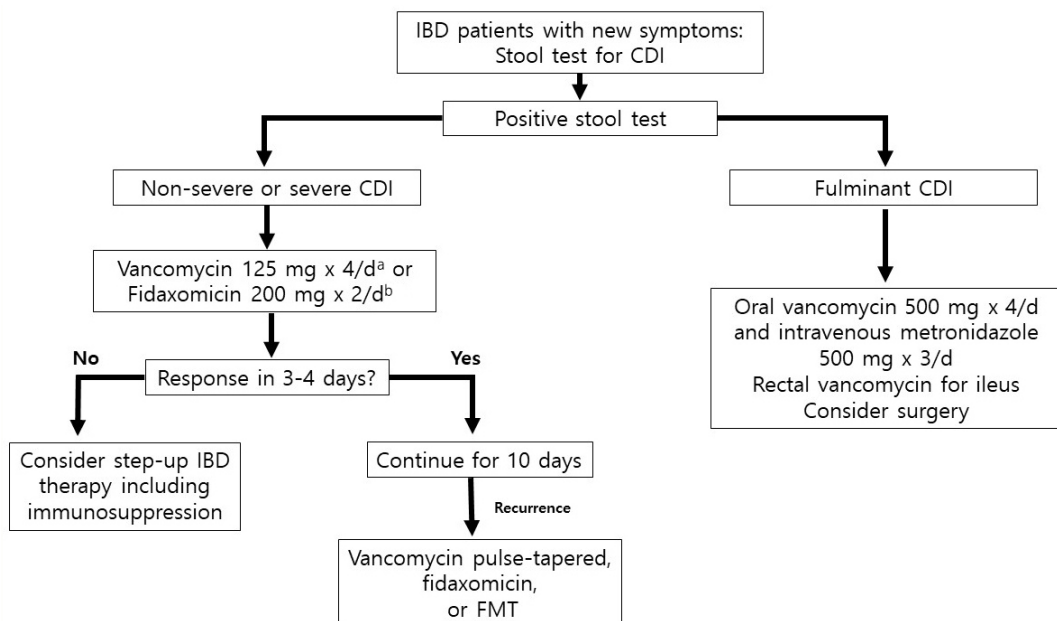 IBD patients with new symptoms:
Stool test for CDI
Positive stool test
Non-severe or severe CDI
Fulminant CDI
Vancomycin 125 mg x 4/dᵃ or
Fidaxomicin 200 mg x 2/dᵇ
Oral vancomycin 500 mg x 4/d
and intravenous metronidazole
500 mg x 3/d
Rectal vancomycin for ileus
Consider surgery
No
Yes
Response in 3-4 days?
Consider step-up IBD
therapy including
immunosuppression
Continue for 10 days
Recurrence
Vancomycin pulse-tapered,
fidaxomicin,
or FMT